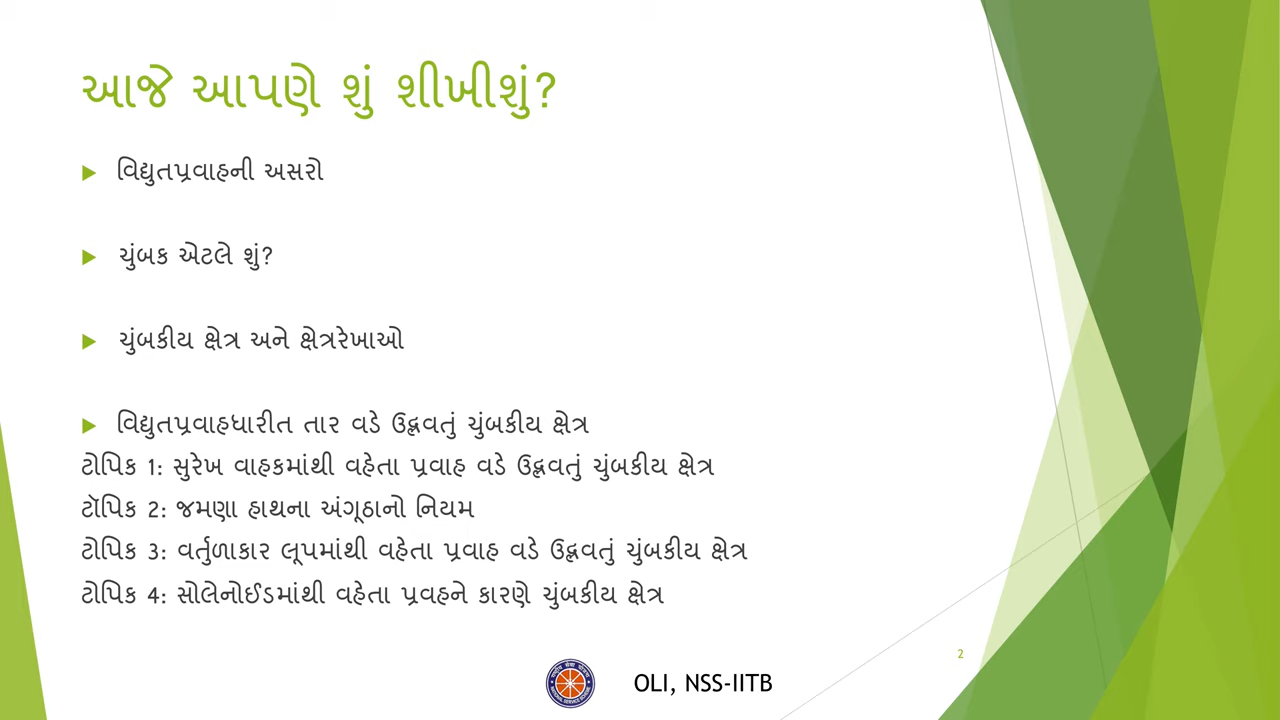 આજે આપણે શું શીખીશું?
વિદ્યુતપ્રવાહની અસરો
ચુંબક એટલે શું?
ચુંબકીય ક્ષેત્ર અને ક્ષેત્રરેખાઓ
વિદ્યુતપ્રવાહધારીત તાર વડે ઉદ્ભવતું ચુંબકીય ક્ષેત્ર
ટોપિક 1: સુરેખ વાહકમાંથી વહેતા પ્રવાહ વડે ઉદ્ભવતું ચુંબકીય ક્ષેત્ર
ટૉપિક 2: જમણા હાથના અંગૂઠાનો નિયમ
ટોપિક 3: વર્તુળાકાર લૂપમાંથી વહેતા પ્રવાહ વડે ઉદ્ભવતું ચુંબકીય ક્ષેત્ર
ટોપિક 4: સોલેનોઈડમાંથી વહેતા પ્રવહને કારણે ચુંબકીય ક્ષેત્ર
2
OLI, NSS-IITB